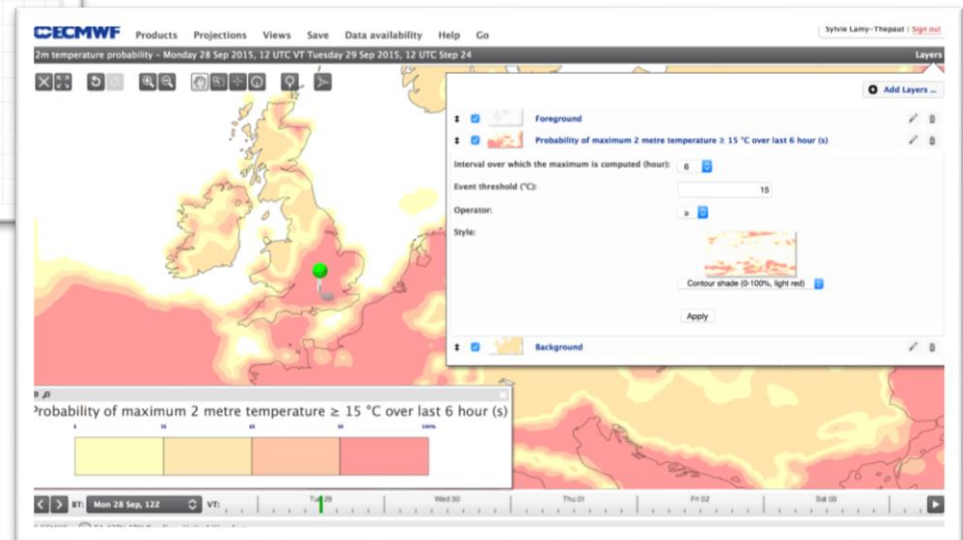 ECMWF Products Projections Views Save Data availability Help Go
Sylvie Lamy-Thepaut | Sign out
2m temperature probability - Monday 28 Sep 2015, 12 UTC VT Tuesday 29 Sep 2015, 12 UTC Step 24
Layers
Add Layers ...
Foreground
Probability of maximum 2 metre temperature ≥ 15 °C over last 6 hour (s)
Interval over which the maximum is computed (hour): 6
Event threshold (°C): 15
Operator: ≥
Style:
Contour shade (0-100%, light red)
Apply
Background
Probability of maximum 2 metre temperature ≥ 15 °C over last 6 hour (s)
100%
BT: Mon 28 Sep, 12Z VT:
Tue 29 Wed 30 Thu 01 Fri 02 Sat 03